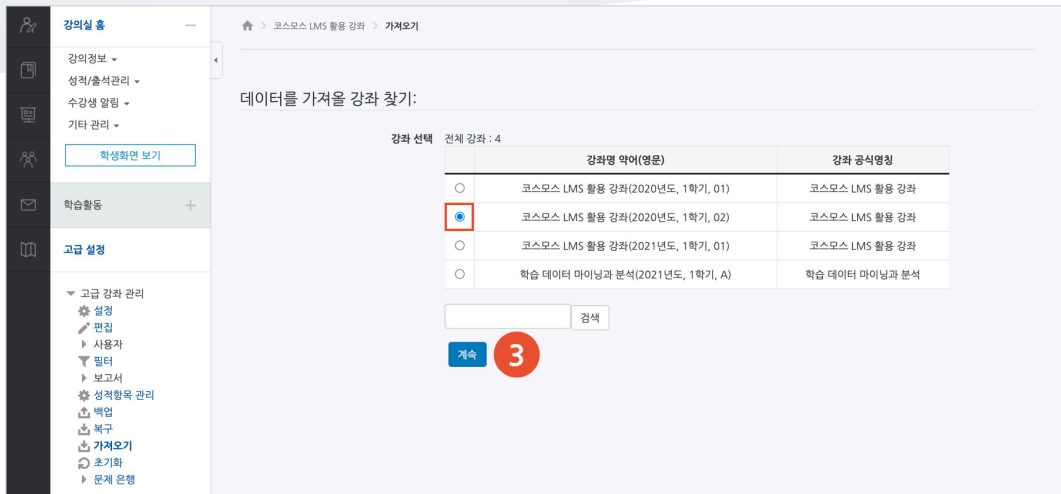 강의실 홈
강의정보
성적/출석관리
수강생 알림
기타 관리
학생화면 보기
학습활동
고급 설정
고급 강좌 관리
설정
편집
사용자
필터
보고서
성적항목 관리
백업
복구
가져오기
초기화
문제 은행
코스모스 LMS 활용 강좌 > 가져오기
데이터를 가져올 강좌 찾기:
강좌 선택 전체 강좌 : 4
강좌명 약어(영문) 강좌 공식명칭
코스모스 LMS 활용 강좌(2020년도, 1학기, 01) 코스모스 LMS 활용 강좌
코스모스 LMS 활용 강좌(2020년도, 1학기, 02) 코스모스 LMS 활용 강좌
코스모스 LMS 활용 강좌(2021년도, 1학기, 01) 코스모스 LMS 활용 강좌
학습 데이터 마이닝과 분석(2021년도, 1학기, A) 학습 데이터 마이닝과 분석
검색
계속 3